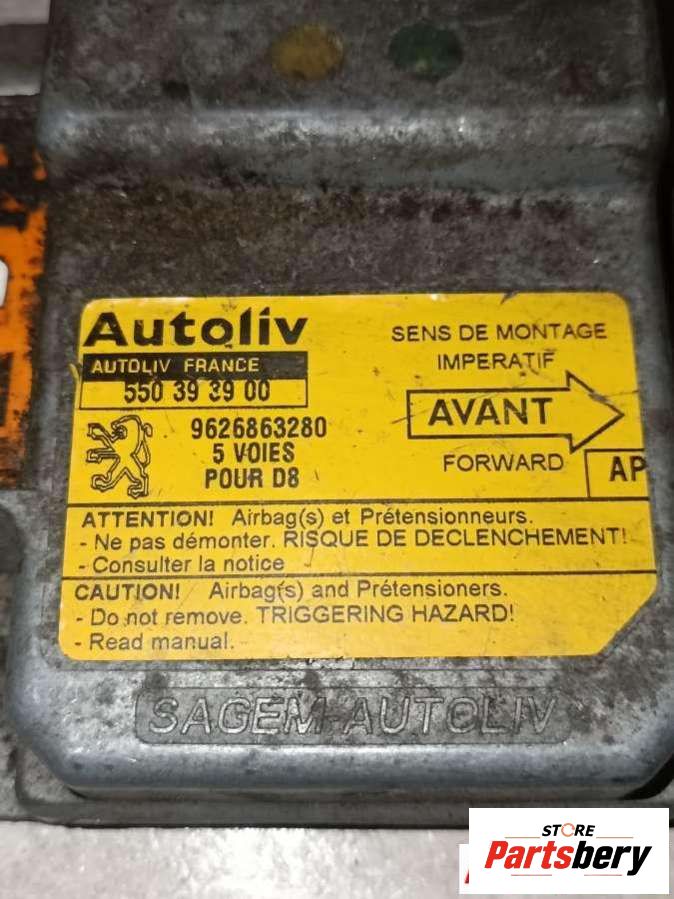 Autoliv
AUTOLIV FRANCE
550 39 39 00
9626863280
5 VOIES
POUR D8
SENS DE MONTAGE
IMPERATIF
AVANT
FORWARD
AP
ATTENTION! Airbag(s) et Prétensionneurs.
- Ne pas démonter. RISQUE DE DECLENCHEMENT!
- Consulter la notice
CAUTION! Airbag(s) and Prétensioners.
- Do not remove. TRIGGERING HAZARD!
- Read manual.
SAGEM-AUTOLIV
STORE
Partsbery